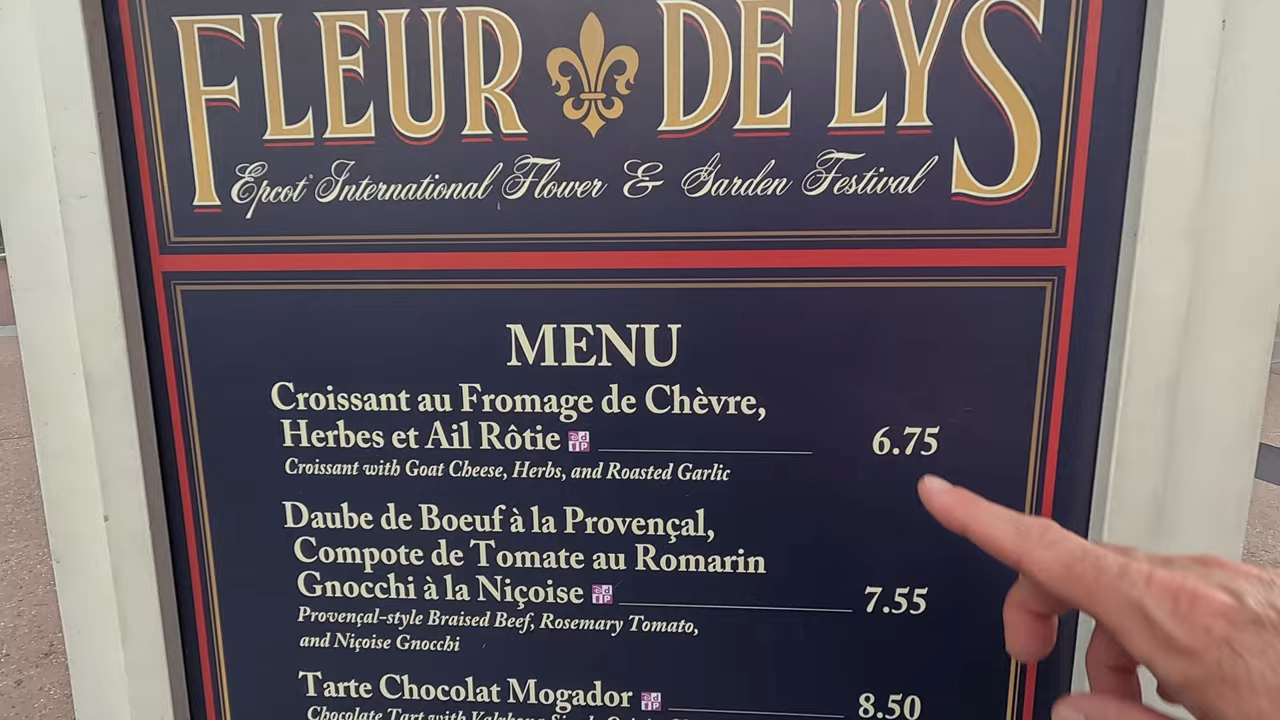 FLEUR DE LYS
Epcot International Flower & Garden Festival
MENU
Croissant au Fromage de Chèvre,
Herbes et Ail Rôtie 6.75
Croissant with Goat Cheese, Herbs, and Roasted Garlic
Daube de Boeuf à la Provençal,
Compote de Tomate au Romarin
Gnocchi à la Niçoise 7.55
Provençal-style Braised Beef, Rosemary Tomato,
and Niçoise Gnocchi
Tarte Chocolat Mogador 8.50
Chocolate Tart with